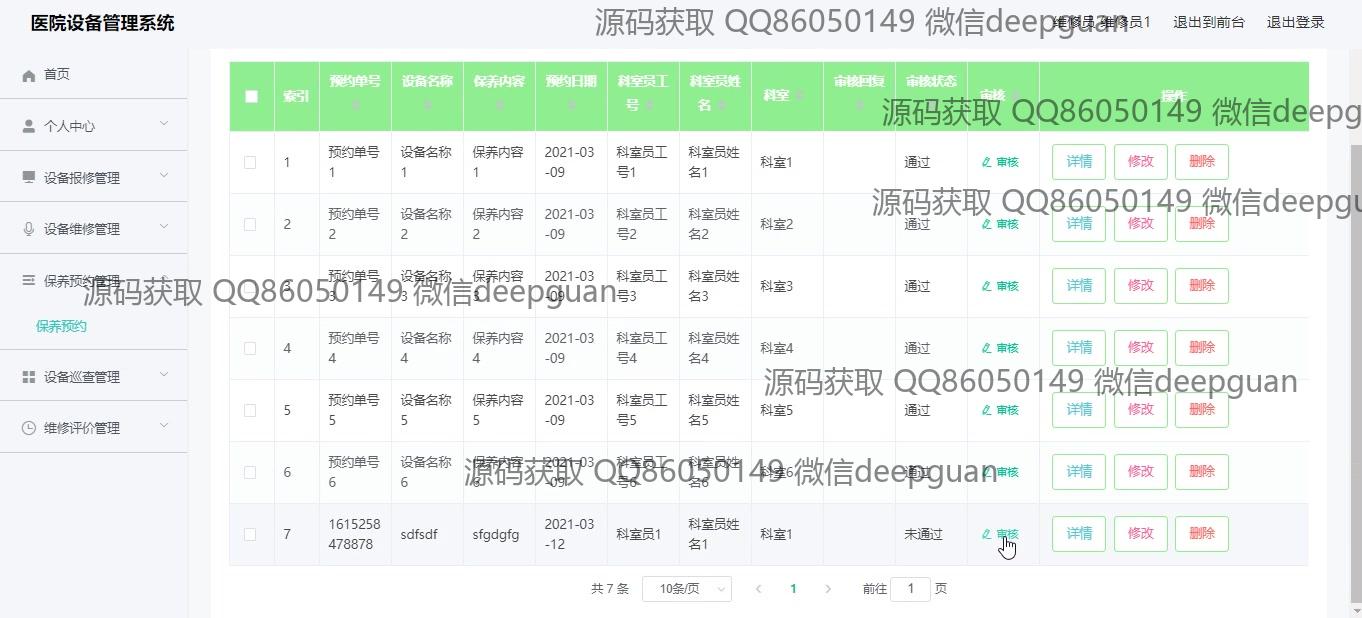 医院设备管理系统
源码获取 QQ86050149 微信deepguan
维修员 维修员1 退出到前台 退出登录
首页
个人中心
设备报修管理
设备维修管理
保养预约管理
保养预约
设备巡查管理
维修评价管理
索引 预约单号 设备名称 保养内容 预约日期 科室员工号 科室员姓名 科室 审核回复 审核状态 审核 操作
源码获取 QQ86050149 微信deepg
1 预约单号1 设备名称1 保养内容1 2021-03-09 科室员工号1 科室员姓名1 科室1 通过 审核 详情 修改 删除
源码获取 QQ86050149 微信deepgu
2 预约单号2 设备名称2 保养内容2 2021-03-09 科室员工号2 科室员姓名2 科室2 通过 审核 详情 修改 删除
3 预约单号3 设备名称3 保养内容3 2021-03-09 科室员工号3 科室员姓名3 科室3 通过 审核 详情 修改 删除
源码获取 QQ86050149 微信deepguan
4 预约单号4 设备名称4 保养内容4 2021-03-09 科室员工号4 科室员姓名4 科室4 通过 审核 详情 修改 删除
源码获取 QQ86050149 微信deepguan
5 预约单号5 设备名称5 保养内容5 2021-03-09 科室员工号5 科室员姓名5 科室5 通过 审核 详情 修改 删除
6 预约单号6 设备名称6 保养内容6 2021-03-09 科室员工号6 科室员姓名6 科室6 通过 审核 详情 修改 删除
源码获取 QQ86050149 微信deepguan
7 1615258478878 sdfsdf sfgdgfg 2021-03-12 科室员1 科室员姓名1 科室1 未通过 审核 详情 修改 删除
共 7 条 10条/页 1 前往 1 页